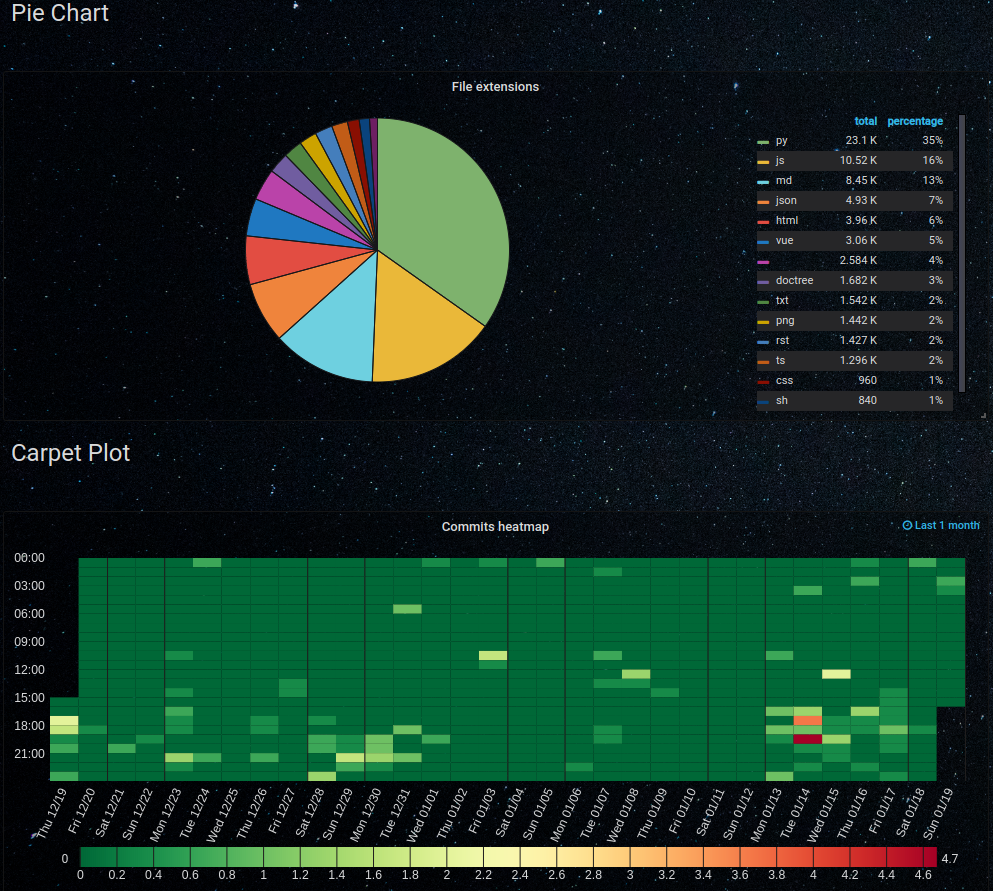 Pie Chart
File extensions
total percentage
py 23.1 K 35%
js 10.52 K 16%
md 8.45 K 13%
json 4.93 K 7%
html 3.96 K 6%
vue 3.06 K 5%
2.584 K 4%
doctree 1.682 K 3%
txt 1.542 K 2%
png 1.442 K 2%
rst 1.427 K 2%
ts 1.296 K 2%
css 960 1%
sh 840 1%
Carpet Plot
Commits heatmap
Last 1 month
00:00
03:00
06:00
09:00
12:00
15:00
18:00
21:00
Thu 12/19 Fri 12/20 Sat 12/21 Sun 12/22 Mon 12/23 Tue 12/24 Wed 12/25 Thu 12/26 Fri 12/27 Sat 12/28 Sun 12/29 Mon 12/30 Tue 12/31 Wed 01/01 Thu 01/02 Fri 01/03 Sat 01/04 Sun 01/05 Mon 01/06 Tue 01/07 Wed 01/08 Thu 01/09 Fri 01/10 Sat 01/11 Sun 01/12 Mon 01/13 Tue 01/14 Wed 01/15 Thu 01/16 Fri 01/17 Sat 01/18 Sun 01/19
0 4.7
0 0.2 0.4 0.6 0.8 1 1.2 1.4 1.6 1.8 2 2.2 2.4 2.6 2.8 3 3.2 3.4 3.6 3.8 4 4.2 4.4 4.6